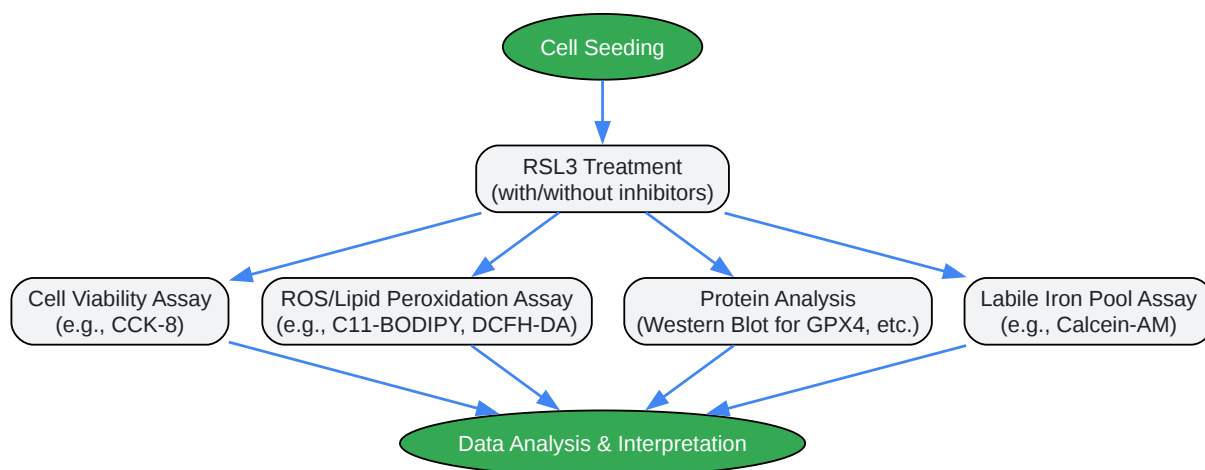 Cell Seeding
RSL3 Treatment
(with/without inhibitors)
Cell Viability Assay
(e.g., CCK-8)
ROS/Lipid Peroxidation Assay
(e.g., C11-BODIPY, DCFH-DA)
Protein Analysis
(Western Blot for GPX4, etc.)
Labile Iron Pool Assay
(e.g., Calcein-AM)
Data Analysis & Interpretation